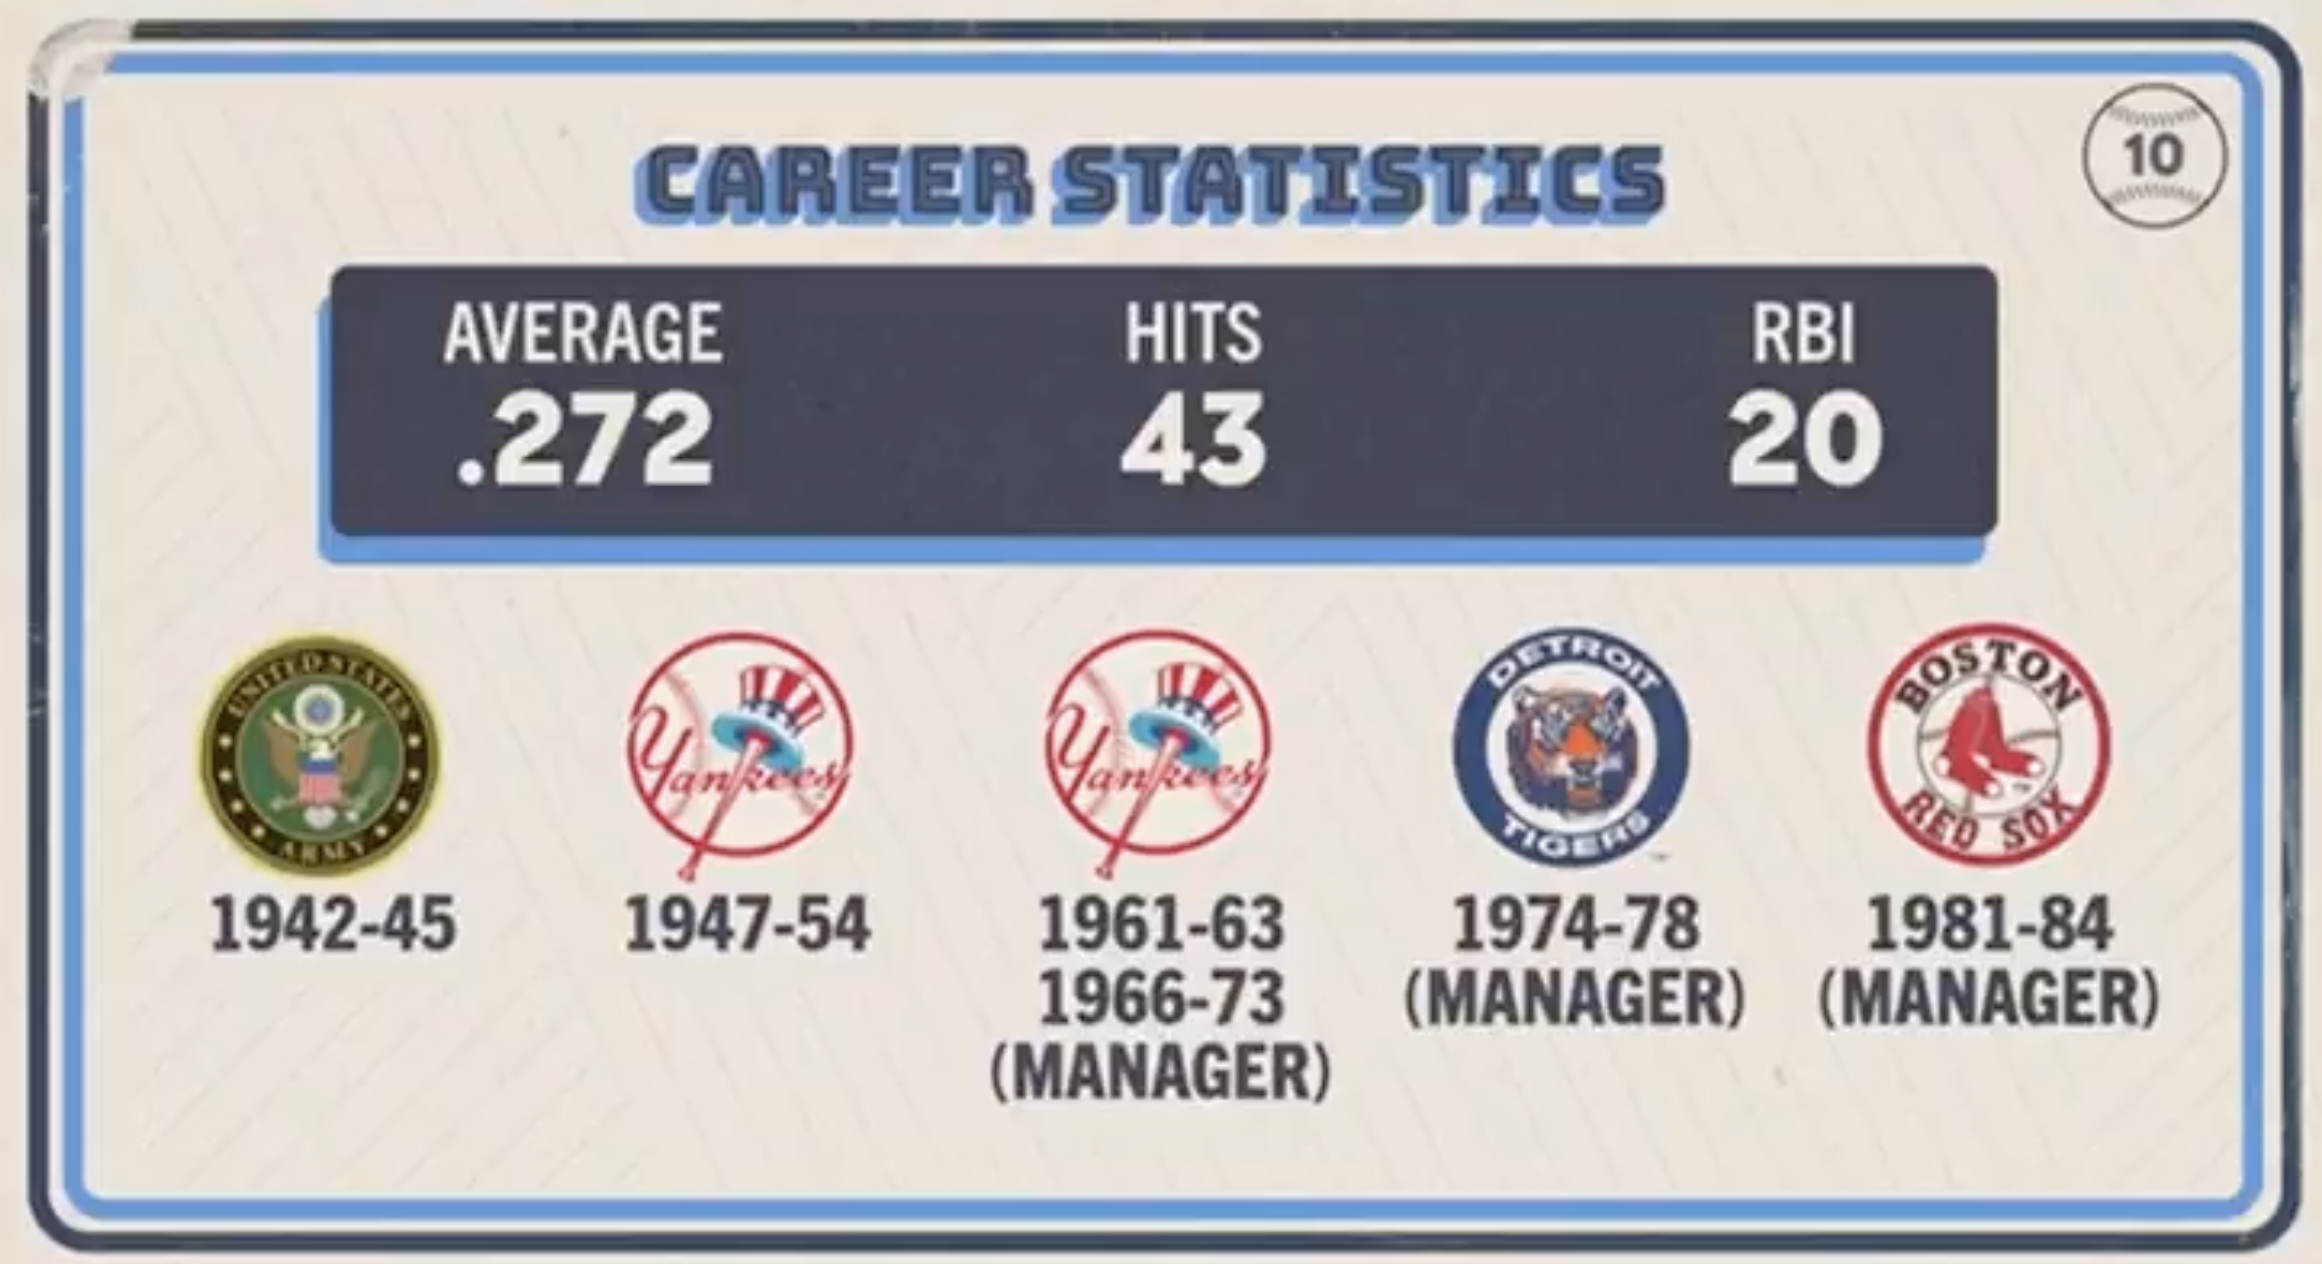 CAREER STATISTICS
10
AVERAGE HITS RBI
.272 43 20
UNITED STATES
ARMY
Yankees
Yankees
DETROIT
TIGERS
BOSTON
RED SOX
1942-45 1947-54 1961-63 1974-78 1981-84
1966-73 (MANAGER) (MANAGER)
(MANAGER)